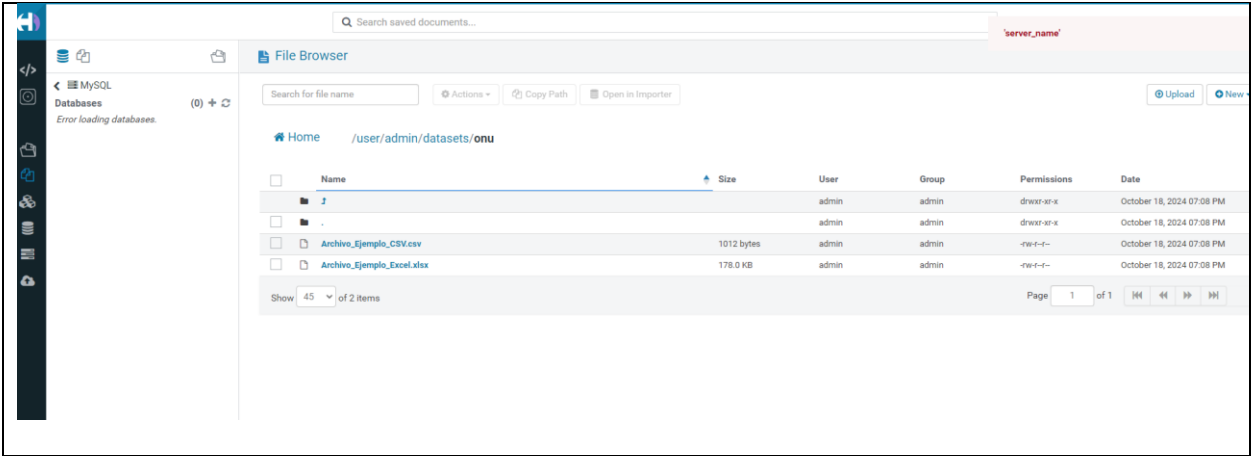 Search saved documents...
'server_name'
File Browser
MySQL
Databases (0)
Error loading databases.
Search for file name Actions Copy Path Open in Importer Upload New
Home /user/admin/datasets/onu
Name Size User Group Permissions Date
admin admin drwxr-xr-x October 18, 2024 07:08 PM
. admin admin drwxr-xr-x October 18, 2024 07:08 PM
Archivo_Ejemplo_CSV.csv 1012 bytes admin admin -rw-r--r-- October 18, 2024 07:08 PM
Archivo_Ejemplo_Excel.xlsx 178.0 KB admin admin -rw-r--r-- October 18, 2024 07:08 PM
Show 45 of 2 items Page 1 of 1